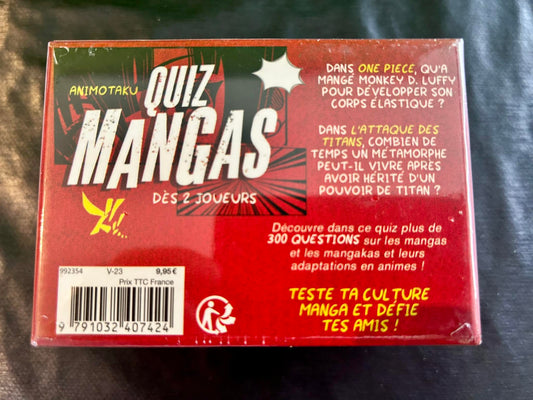 ANIMOTAKU
QUIZ
MANGAS
DÈS 2 JOUEURS
DANS ONE PIECE, QU'A
MANGÉ MONKEY D. LUFFY
POUR DÉVELOPPER SON
CORPS ÉLASTIQUE ?
DANS L'ATTAQUE DES
TITANS, COMBIEN DE
TEMPS UN MÉTAMORPHE
PEUT-IL VIVRE APRÈS
AVOIR HÉRITÉ D'UN
POUVOIR DE TITAN ?
Découvre dans ce quiz plus de
300 QUESTIONS sur les mangas
et les mangakas et leurs
adaptations en animes !
TESTE TA CULTURE
MANGA ET DÉFIE
TES AMIS !
992354 V-23 9,95 €
Prix TTC France
9 791032 407424